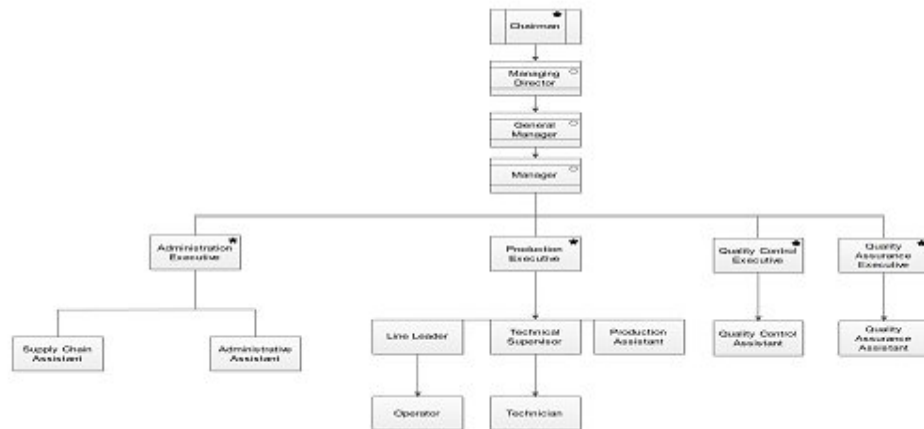 Chairman
Managing
Director
General
Manager
Manager
Administration
Executive
Production
Executive
Quality Control
Executive
Quality
Assurance
Executive
Supply Chain
Assistant
Administrative
Assistant
Line Leader
Technical
Supervisor
Production
Assistant
Quality Control
Assistant
Quality
Assurance
Assistant
Operator
Technician